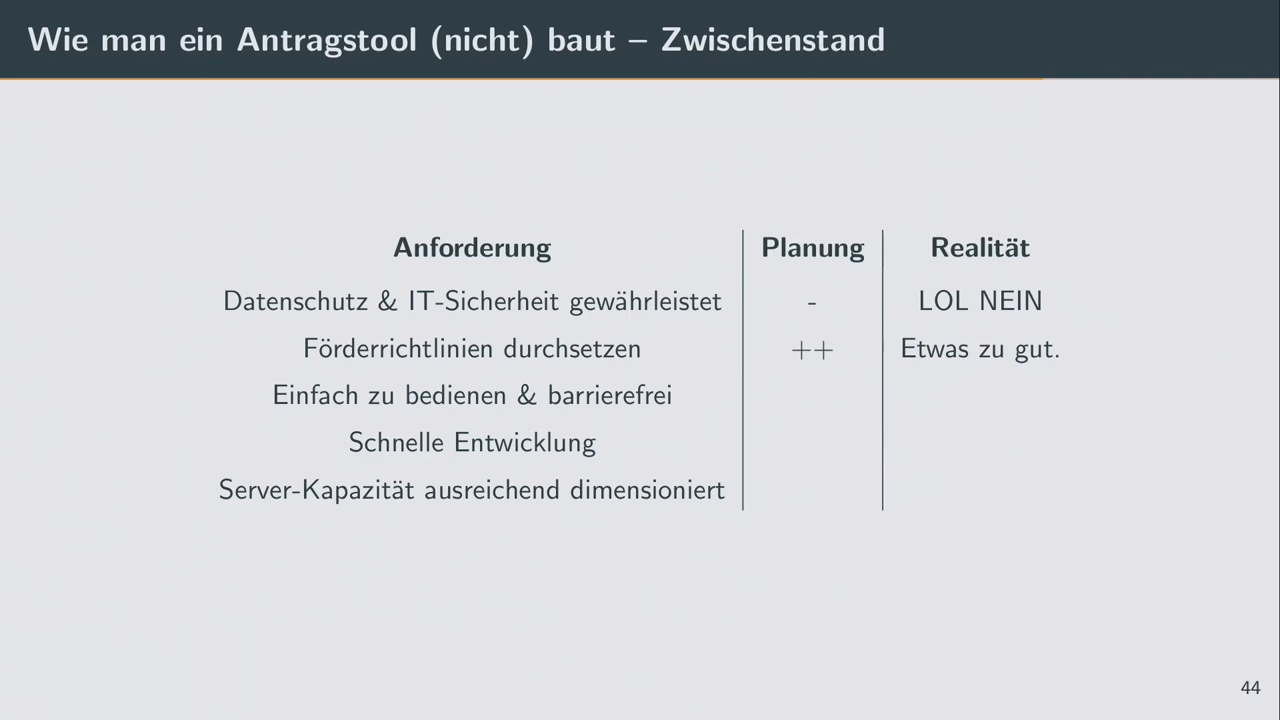 Wie man ein Antragstool (nicht) baut – Zwischenstand
Anforderung Planung Realität
Datenschutz & IT-Sicherheit gewährleistet - LOL NEIN
Förderrichtlinien durchsetzen ++ Etwas zu gut.
Einfach zu bedienen & barrierefrei
Schnelle Entwicklung
Server-Kapazität ausreichend dimensioniert
44